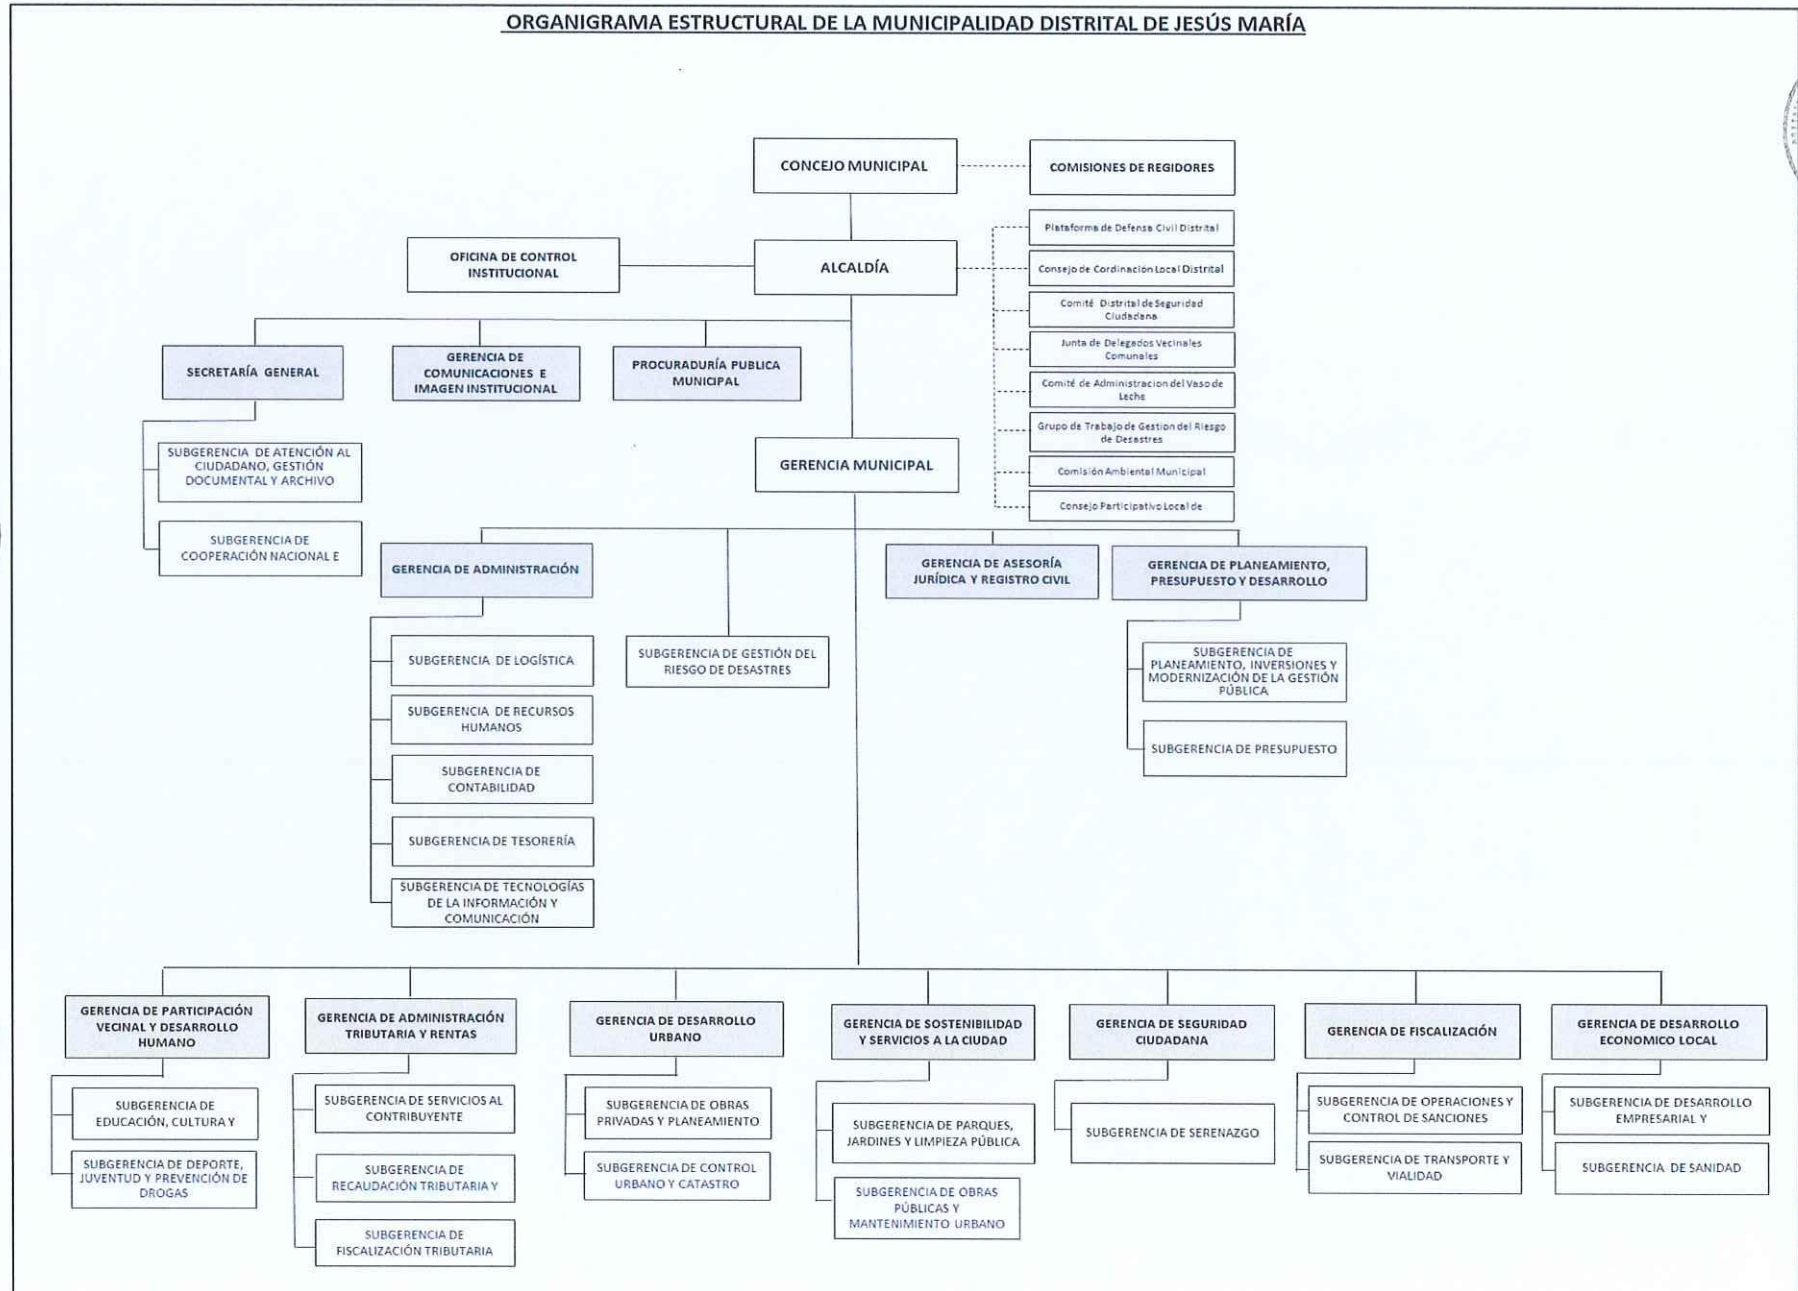 ORGANIGRAMA ESTRUCTURAL DE LA MUNICIPALIDAD DISTRITAL DE JESÚS MARÍA
CONCEJO MUNICIPAL
COMISIONES DE REGIDORES
OFICINA DE CONTROL
INSTITUCIONAL
ALCALDÍA
Plataforma de Defensa Civil Distrital
Consejo de Cordinación Local Distrital
Comité Distrital de Seguridad
Ciudadana
Junta de Delegados Vecinales
Comunales
Comité de Administracion del Vaso de
Leche
Grupo de Trabajo de Gestion del Riesgo
de Desastres
Comisión Ambiental Municipal
Consejo Participativo Local de
SECRETARÍA GENERAL
GERENCIA DE
COMUNICACIONES E
IMAGEN INSTITUCIONAL
PROCURADURÍA PUBLICA
MUNICIPAL
SUBGERENCIA DE ATENCIÓN AL
CIUDADANO, GESTIÓN
DOCUMENTAL Y ARCHIVO
SUBGERENCIA DE
COOPERACIÓN NACIONAL E
GERENCIA MUNICIPAL
GERENCIA DE ADMINISTRACIÓN
GERENCIA DE ASESORÍA
JURÍDICA Y REGISTRO CIVIL
GERENCIA DE PLANEAMIENTO,
PRESUPUESTO Y DESARROLLO
SUBGERENCIA DE LOGÍSTICA
SUBGERENCIA DE RECURSOS
HUMANOS
SUBGERENCIA DE
CONTABILIDAD
SUBGERENCIA DE TESORERÍA
SUBGERENCIA DE TECNOLOGÍAS
DE LA INFORMACIÓN Y
COMUNICACIÓN
SUBGERENCIA DE GESTIÓN DEL
RIESGO DE DESASTRES
SUBGERENCIA DE
PLANEAMIENTO, INVERSIONES Y
MODERNIZACIÓN DE LA GESTIÓN
PÚBLICA
SUBGERENCIA DE PRESUPUESTO
GERENCIA DE PARTICIPACIÓN
VECINAL Y DESARROLLO
HUMANO
SUBGERENCIA DE
EDUCACIÓN, CULTURA Y
SUBGERENCIA DE DEPORTE,
JUVENTUD Y PREVENCIÓN DE
DROGAS
GERENCIA DE ADMINISTRACIÓN
TRIBUTARIA Y RENTAS
SUBGERENCIA DE SERVICIOS AL
CONTRIBUYENTE
SUBGERENCIA DE
RECAUDACIÓN TRIBUTARIA Y
SUBGERENCIA DE
FISCALIZACIÓN TRIBUTARIA
GERENCIA DE DESARROLLO
URBANO
SUBGERENCIA DE OBRAS
PRIVADAS Y PLANEAMIENTO
SUBGERENCIA DE CONTROL
URBANO Y CATASTRO
GERENCIA DE SOSTENIBILIDAD
Y SERVICIOS A LA CIUDAD
SUBGERENCIA DE PARQUES,
JARDINES Y LIMPIEZA PÚBLICA
SUBGERENCIA DE OBRAS
PÚBLICAS Y
MANTENIMIENTO URBANO
GERENCIA DE SEGURIDAD
CIUDADANA
SUBGERENCIA DE SERENAZGO
GERENCIA DE FISCALIZACIÓN
SUBGERENCIA DE OPERACIONES Y
CONTROL DE SANCIONES
SUBGERENCIA DE TRANSPORTE Y
VIALIDAD
GERENCIA DE DESARROLLO
ECONOMICO LOCAL
SUBGERENCIA DE DESARROLLO
EMPRESARIAL Y
SUBGERENCIA DE SANIDAD